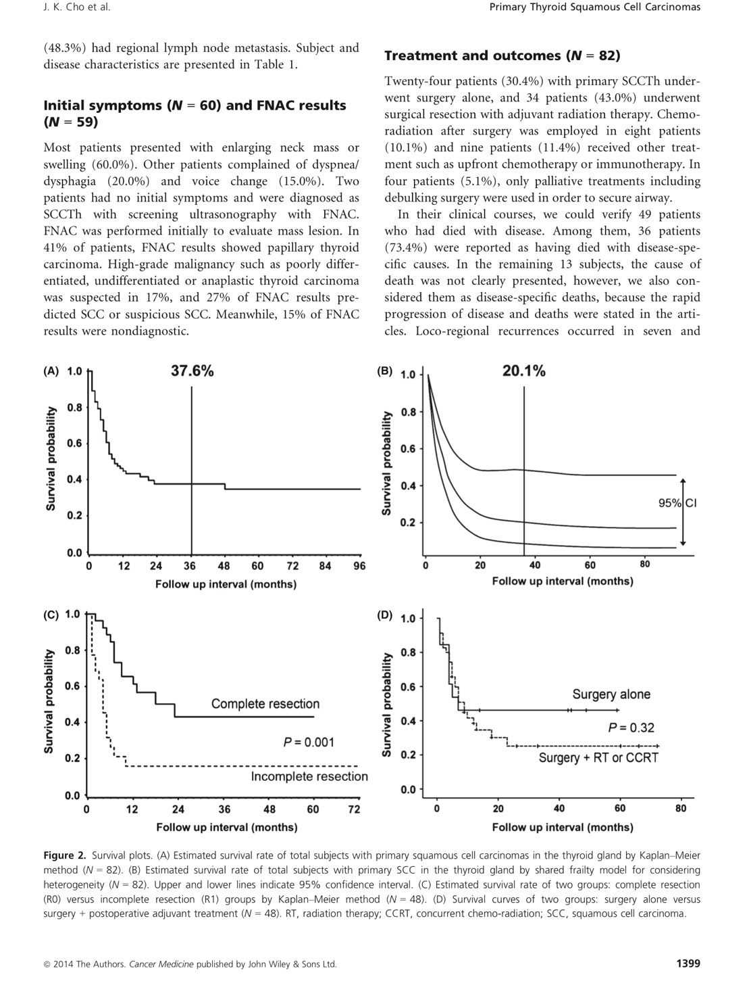 J. K. Cho et al.
Primary Thyroid Squamous Cell Carcinomas
(48.3%) had regional lymph node metastasis. Subject and
disease characteristics are presented in Table 1.
Initial symptoms (N = 60) and FNAC results
(N = 59)
Most patients presented with enlarging neck mass or
swelling (60.0%). Other patients complained of dyspnea/
dysphagia (20.0%) and voice change (15.0%). Two
patients had no initial symptoms and were diagnosed as
SCCTh with screening ultrasonography with FNAC.
FNAC was performed initially to evaluate mass lesion. In
41% of patients, FNAC results showed papillary thyroid
carcinoma. High-grade malignancy such as poorly differ-
entiated, undifferentiated or anaplastic thyroid carcinoma
was suspected in 17%, and 27% of FNAC results pre-
dicted SCC or suspicious SCC. Meanwhile, 15% of FNAC
results were nondiagnostic.
Treatment and outcomes (N = 82)
Twenty-four patients (30.4%) with primary SCCTh under-
went surgery alone, and 34 patients (43.0%) underwent
surgical resection with adjuvant radiation therapy. Chemo-
radiation after surgery was employed in eight patients
(10.1%) and nine patients (11.4%) received other treat-
ment such as upfront chemotherapy or immunotherapy. In
four patients (5.1%), only palliative treatments including
debulking surgery were used in order to secure airway.
In their clinical courses, we could verify 49 patients
who had died with disease. Among them, 36 patients
(73.4%) were reported as having died with disease-spe-
cific causes. In the remaining 13 subjects, the cause of
death was not clearly presented, however, we also con-
sidered them as disease-specific deaths, because the rapid
progression of disease and deaths were stated in the arti-
cles. Loco-regional recurrences occurred in seven and
(A)
37.6%
1.0
0.8
0.6
0.4
0.2
0.0
Survival probability
0 12 24 36 48 60 72 84 96
Follow up interval (months)
(B)
20.1%
1.0
0.8
0.6
0.4
0.2
Survival probability
95% CI
0 20 40 60 80
Follow up interval (months)
(C)
1.0
0.8
0.6
0.4
0.2
0.0
Survival probability
Complete resection
P = 0.001
Incomplete resection
0 12 24 36 48 60 72
Follow up interval (months)
(D)
1.0
0.8
0.6
0.4
0.2
0.0
Survival probability
Surgery alone
P = 0.32
Surgery + RT or CCRT
0 20 40 60 80
Follow up interval (months)
Figure 2. Survival plots. (A) Estimated survival rate of total subjects with primary squamous cell carcinomas in the thyroid gland by Kaplan–Meier
method (N = 82). (B) Estimated survival rate of total subjects with primary SCC in the thyroid gland by shared frailty model for considering
heterogeneity (N = 82). Upper and lower lines indicate 95% confidence interval. (C) Estimated survival rate of two groups: complete resection
(R0) versus incomplete resection (R1) groups by Kaplan–Meier method (N = 48). (D) Survival curves of two groups: surgery alone versus
surgery + postoperative adjuvant treatment (N = 48). RT, radiation therapy; CCRT, concurrent chemo-radiation; SCC, squamous cell carcinoma.
© 2014 The Authors. Cancer Medicine published by John Wiley & Sons Ltd.
1399